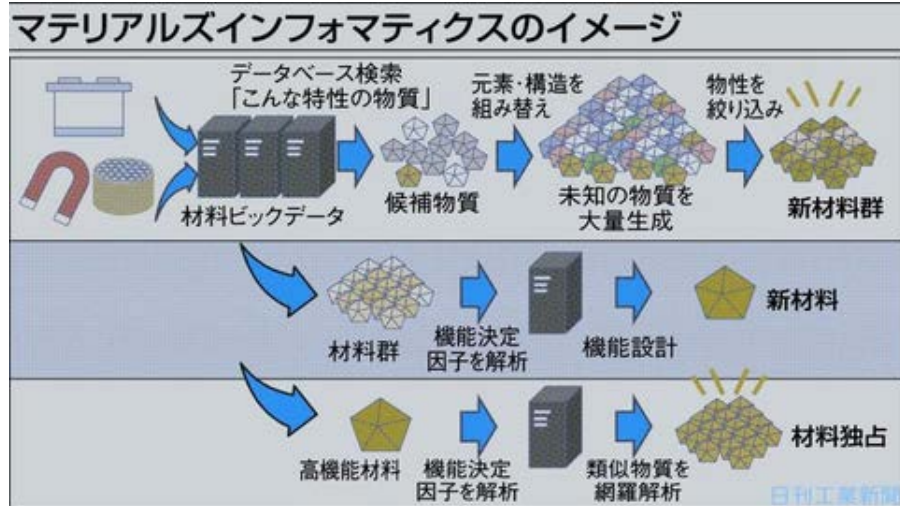 マテリアルズインフォマティクスのイメージ
データベース検索
「こんな特性の物質」
元素・構造を
組み替え
物性を
絞り込み
材料ビックデータ
候補物質
未知の物質を
大量生成
新材料群
材料群
機能決定
因子を解析
機能設計
新材料
高機能材料
機能決定
因子を解析
類似物質を
網羅解析
材料独占
日刊工業新聞